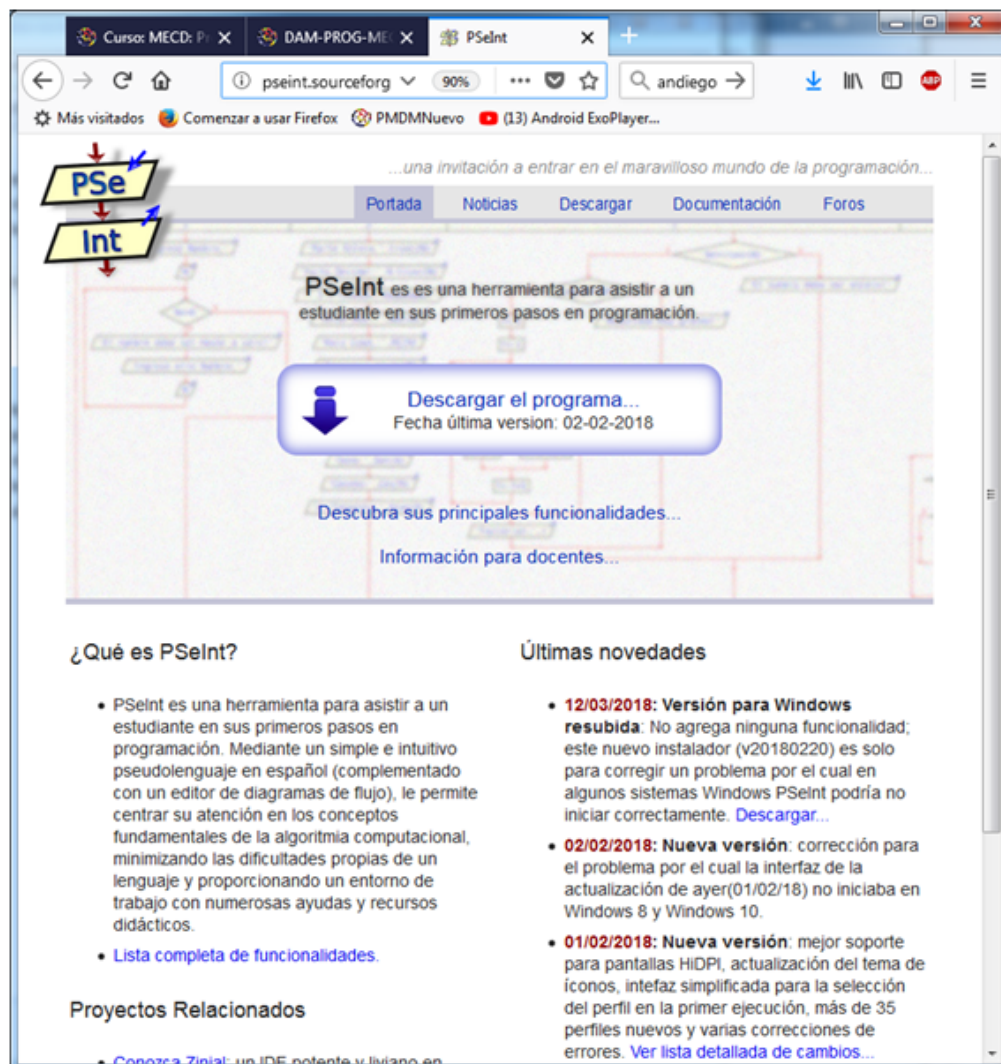 Curso: MECD: P
DAM-PROG-ME
PSeInt
pseint.sourceforg
90%
andiego
ABP
Más visitados
Comenzar a usar Firefox
PMDMNuevo
(13) Android ExoPlayer...
PSe
Int
...una invitación a entrar en el maravilloso mundo de la programación...
Portada Noticias Descargar Documentación Foros
PSeInt es es una herramienta para asistir a un
estudiante en sus primeros pasos en programación.
Descargar el programa...
Fecha última version: 02-02-2018
Descubra sus principales funcionalidades...
Información para docentes...
¿Qué es PSeInt?
• PSeInt es una herramienta para asistir a un
estudiante en sus primeros pasos en
programación. Mediante un simple e intuitivo
pseudolenguaje en español (complementado
con un editor de diagramas de flujo), le permite
centrar su atención en los conceptos
fundamentales de la algoritmia computacional,
minimizando las dificultades propias de un
lenguaje y proporcionando un entorno de
trabajo con numerosas ayudas y recursos
didácticos.
• Lista completa de funcionalidades.
Proyectos Relacionados
• Conozca Zinjal: un IDE potente y liviano en
Últimas novedades
• 12/03/2018: Versión para Windows
resubida: No agrega ninguna funcionalidad;
este nuevo instalador (v20180220) es solo
para corregir un problema por el cual en
algunos sistemas Windows PSeInt podría no
iniciar correctamente. Descargar...
• 02/02/2018: Nueva versión: corrección para
el problema por el cual la interfaz de la
actualización de ayer(01/02/18) no iniciaba en
Windows 8 y Windows 10.
• 01/02/2018: Nueva versión: mejor soporte
para pantallas HiDPI, actualización del tema de
íconos, intefaz simplificada para la selección
del perfil en la primer ejecución, más de 35
perfiles nuevos y varias correcciones de
errores. Ver lista detallada de cambios...